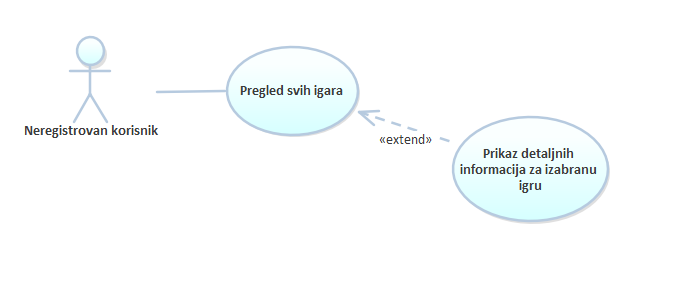 Pregled svih igara
Neregistrovan korisnik
«extend»
Prikaz detaljnih
informacija za izabranu
igru